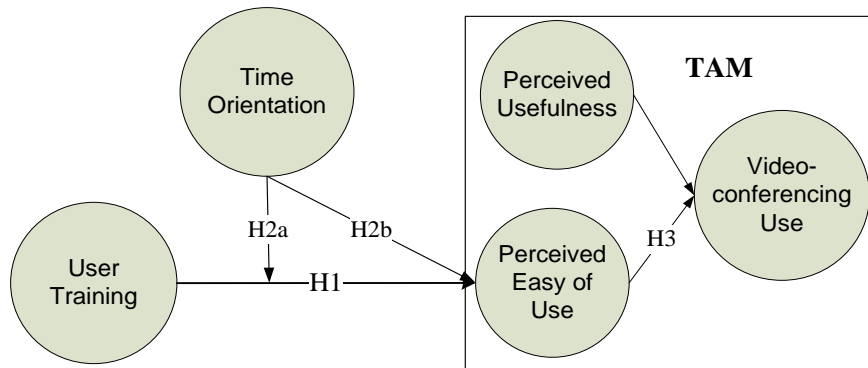 Time
Orientation
Perceived
Usefulness
TAM
Video-
conferencing
Use
H2a
H2b
H3
User
Training
H1
Perceived
Easy of
Use